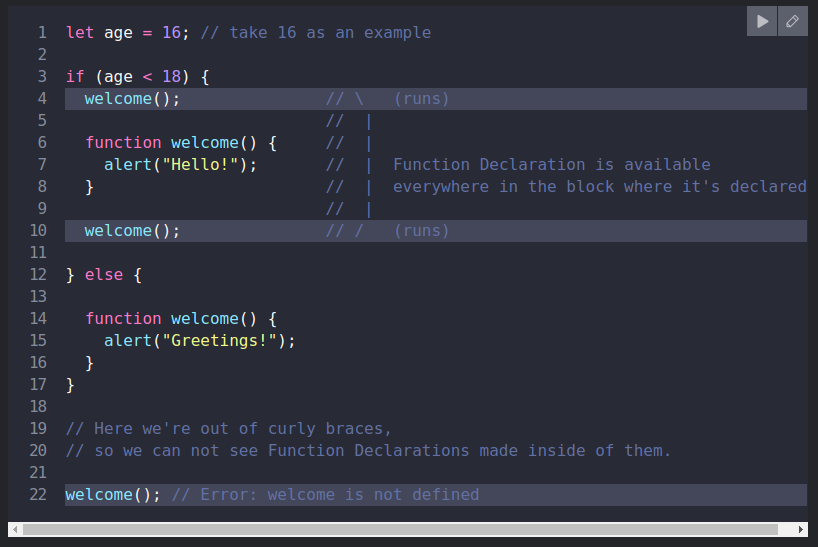 1 let age = 16; // take 16 as an example
2
3 if (age < 18) {
4   welcome();               // \   (runs)
5                            //  |
6   function welcome() {     //  |
7     alert("Hello!");       //  |  Function Declaration is available
8   }                        //  |  everywhere in the block where it's declared
9                            //  |
10   welcome();               // /   (runs)
11
12 } else {
13
14   function welcome() {
15     alert("Greetings!");
16   }
17 }
18
19 // Here we're out of curly braces,
20 // so we can not see Function Declarations made inside of them.
21
22 welcome(); // Error: welcome is not defined